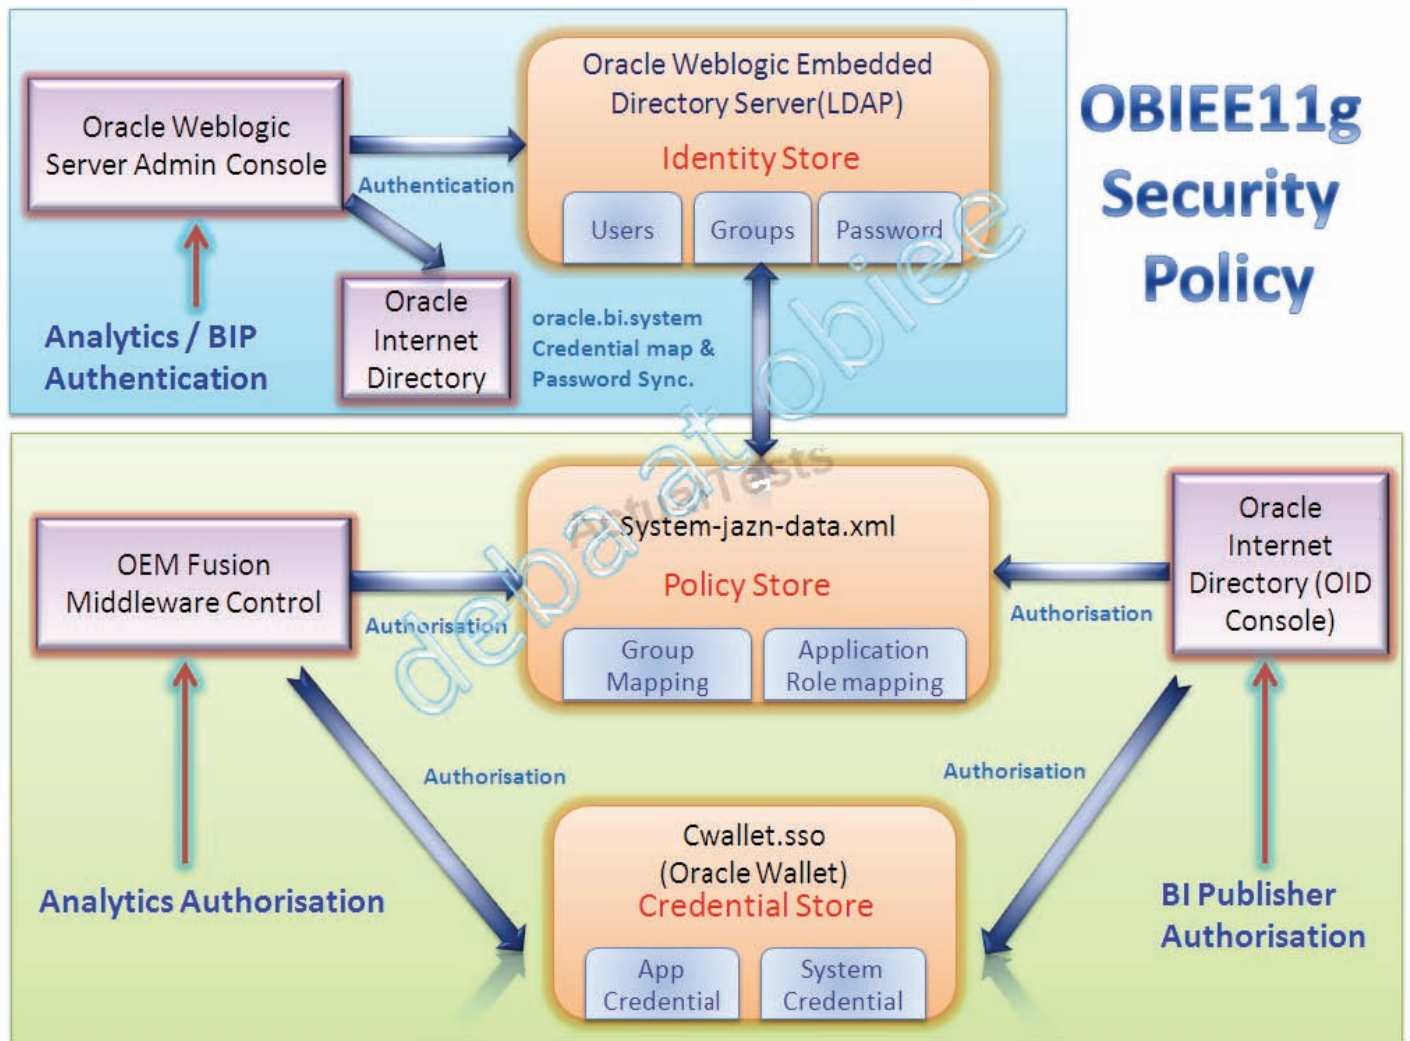 OBIEE11g
Security
Policy
Oracle Weblogic
Server Admin Console
Authentication
Oracle Weblogic Embedded
Directory Server(LDAP)
Identity Store
Users
Groups
Password
Analytics / BIP
Authentication
Oracle
Internet
Directory
oracle.bi.system
Credential map &
Password Sync.
debaat obiee
ActualTests
OEM Fusion
Middleware Control
Authorisation
System-jazn-data.xml
Policy Store
Group
Mapping
Application
Role mapping
Authorisation
Oracle
Internet
Directory (OID
Console)
Authorisation
Authorisation
Cwallet.sso
(Oracle Wallet)
Credential Store
App
Credential
System
Credential
Analytics Authorisation
BI Publisher
Authorisation